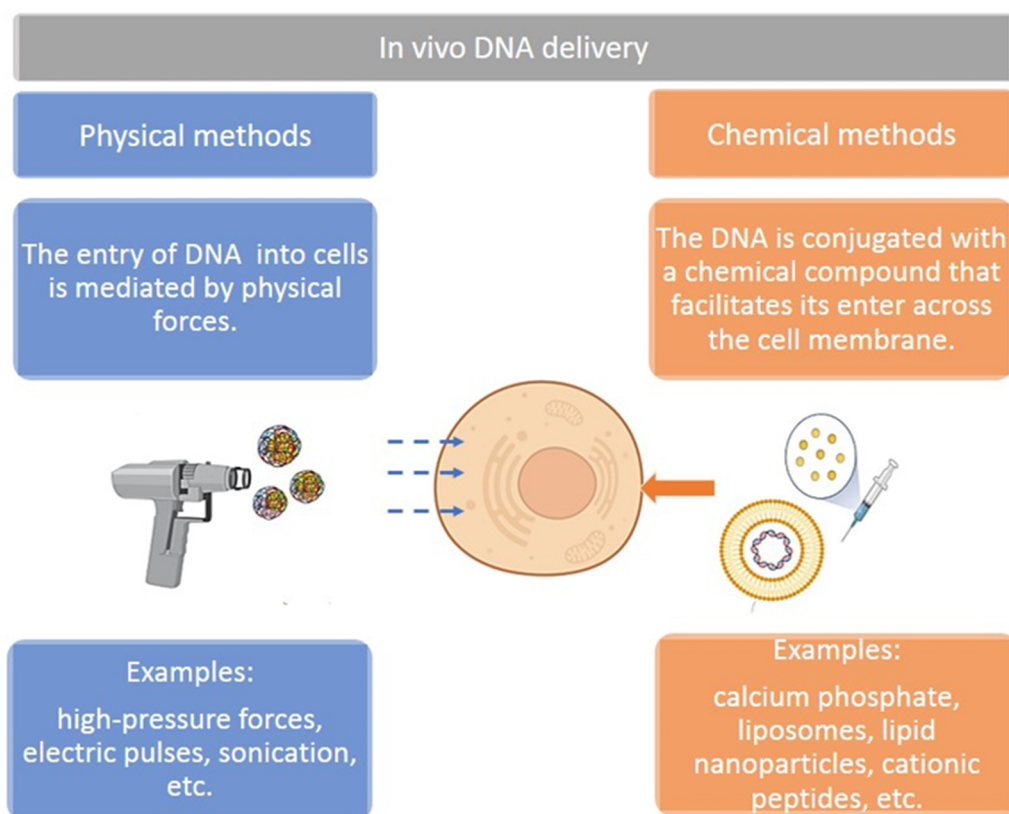 In vivo DNA delivery
Physical methods
Chemical methods
The entry of DNA into cells
is mediated by physical
forces.
The DNA is conjugated with
a chemical compound that
facilitates its enter across
the cell membrane.
Examples:
high-pressure forces,
electric pulses, sonication,
etc.
Examples:
calcium phosphate,
liposomes, lipid
nanoparticles, cationic
peptides, etc.